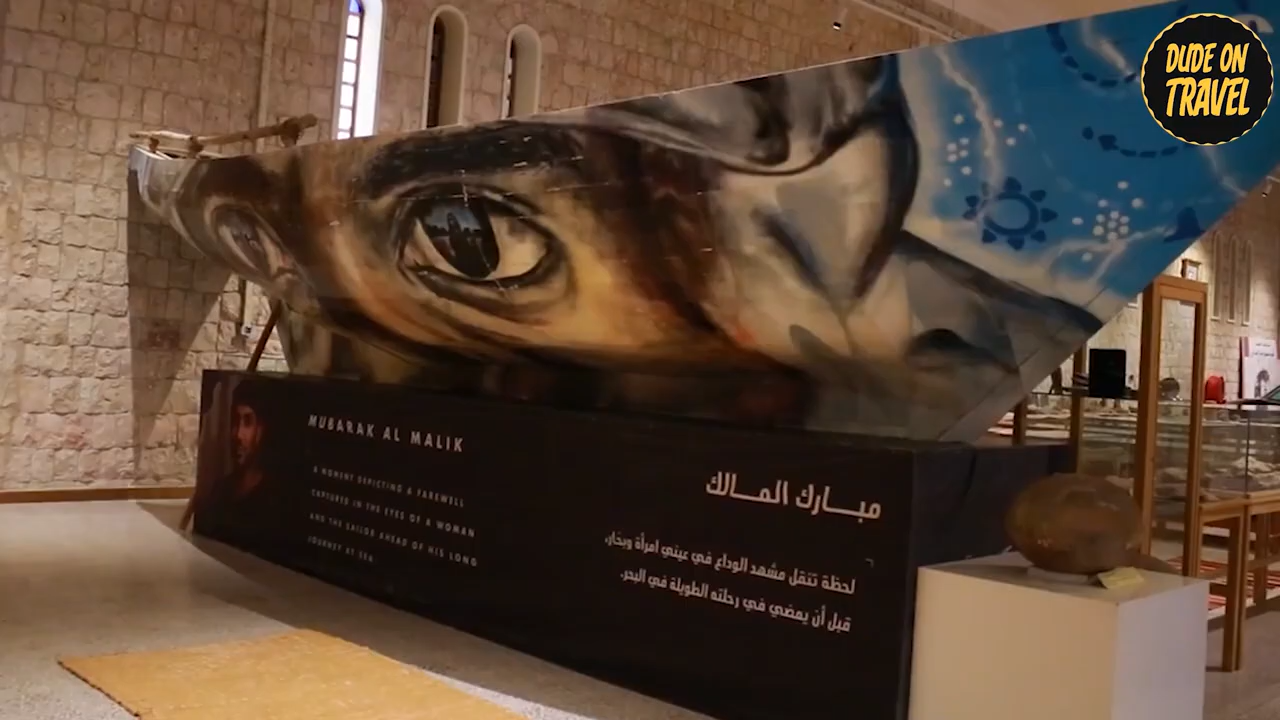 DUDE ON
TRAVEL
MUBARAK AL MALIK
A MOMENT DEPICTING A FAREWELL
CAPTURED IN THE EYES OF A WOMAN
AND THE SAILOR AHEAD OF HIS LONG
JOURNEY AT SEA.
مبارك المالك
لحظة تنقل مشهد الوداع في عيني امرأة وبحّار،
قبل أن يمضي في رحلته الطويلة في البحر.